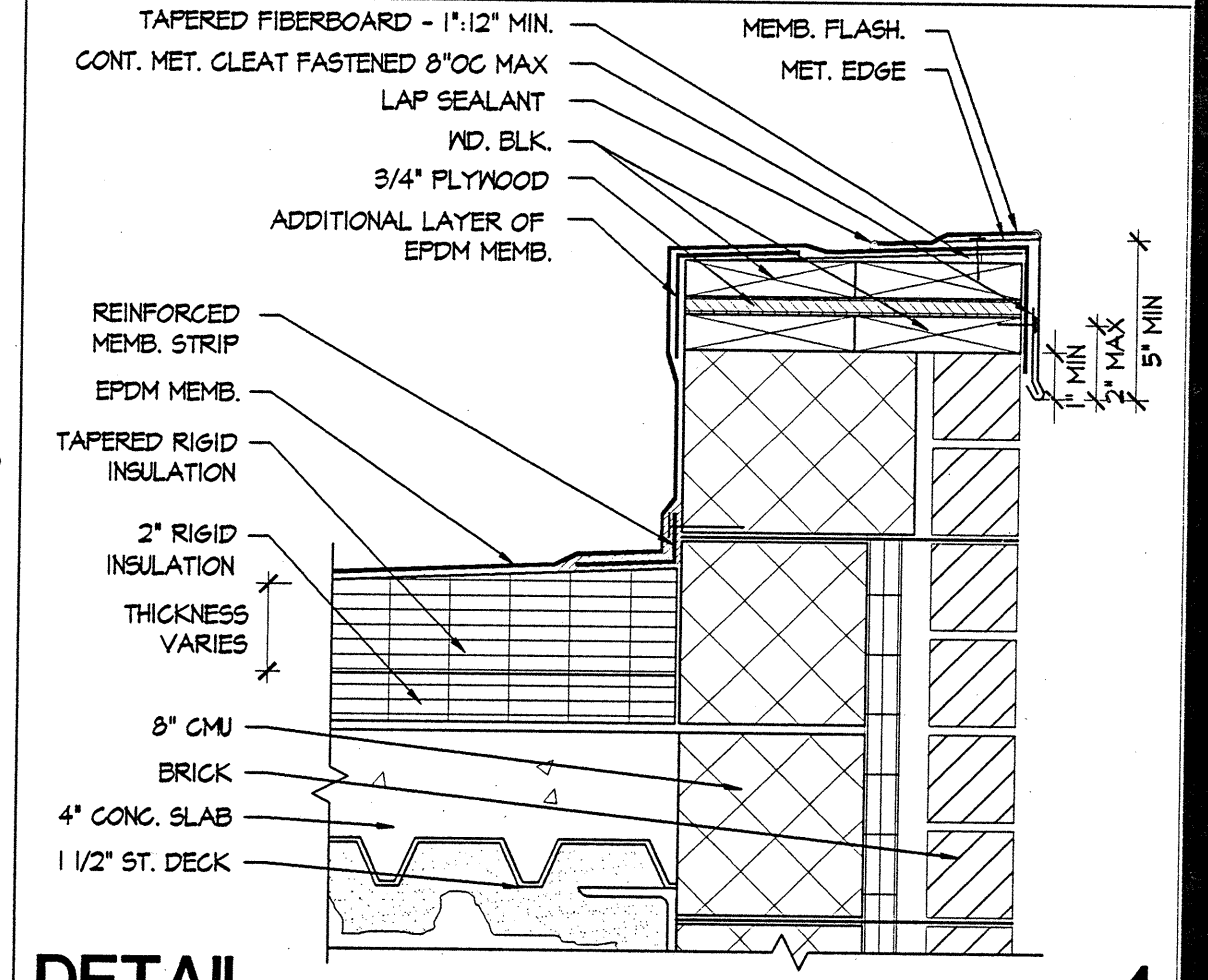 TAPERED FIBERBOARD - 1":12" MIN.
CONT. MET. CLEAT FASTENED 8"OC MAX
LAP SEALANT
WD. BLK.
3/4" PLYWOOD
ADDITIONAL LAYER OF
EPDM MEMB.
MEMB. FLASH.
MET. EDGE
REINFORCED
MEMB. STRIP
EPDM MEMB.
TAPERED RIGID
INSULATION
2" RIGID
INSULATION
THICKNESS
VARIES
8" CMU
BRICK
4" CONC. SLAB
1 1/2" ST. DECK
1" MIN
2" MAX
5" MIN
DETAIL
4